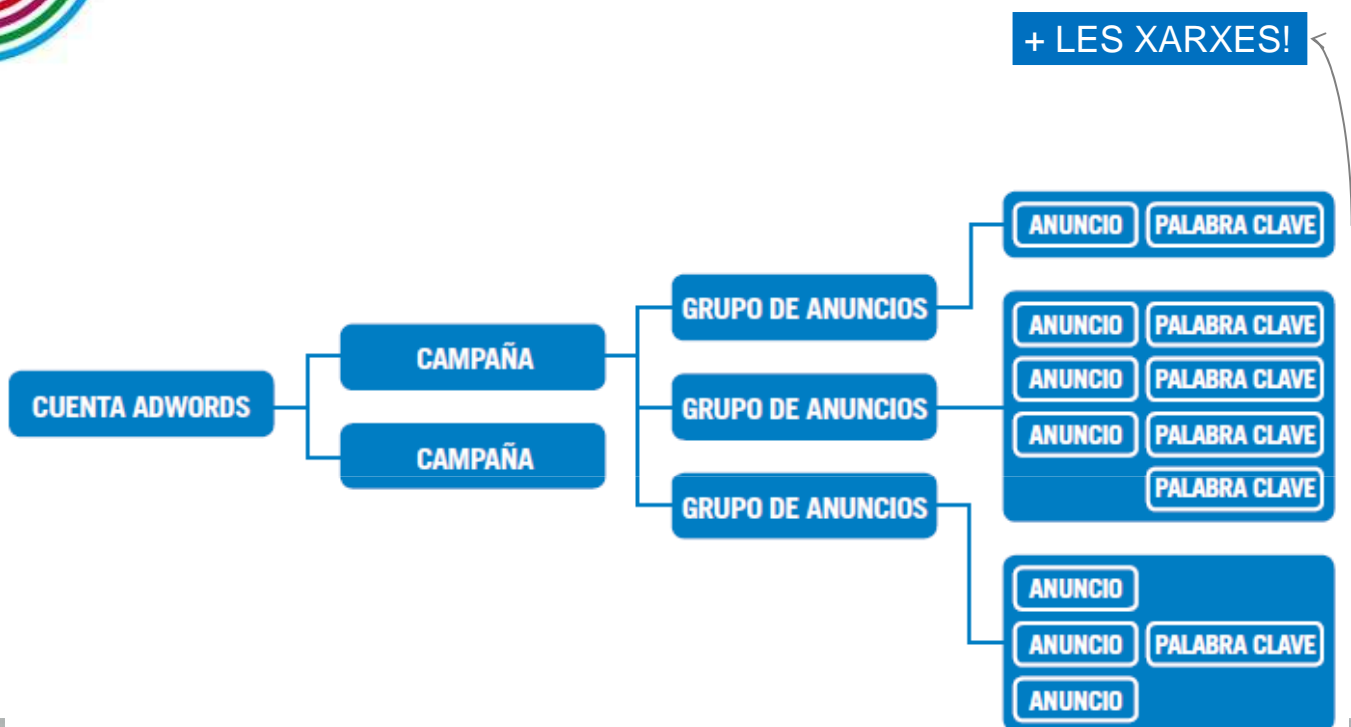 + LES XARXES!
CUENTA ADWORDS
CAMPAÑA
CAMPAÑA
GRUPO DE ANUNCIOS
GRUPO DE ANUNCIOS
GRUPO DE ANUNCIOS
ANUNCIO PALABRA CLAVE
ANUNCIO PALABRA CLAVE
ANUNCIO PALABRA CLAVE
ANUNCIO PALABRA CLAVE
PALABRA CLAVE
ANUNCIO
ANUNCIO PALABRA CLAVE
ANUNCIO